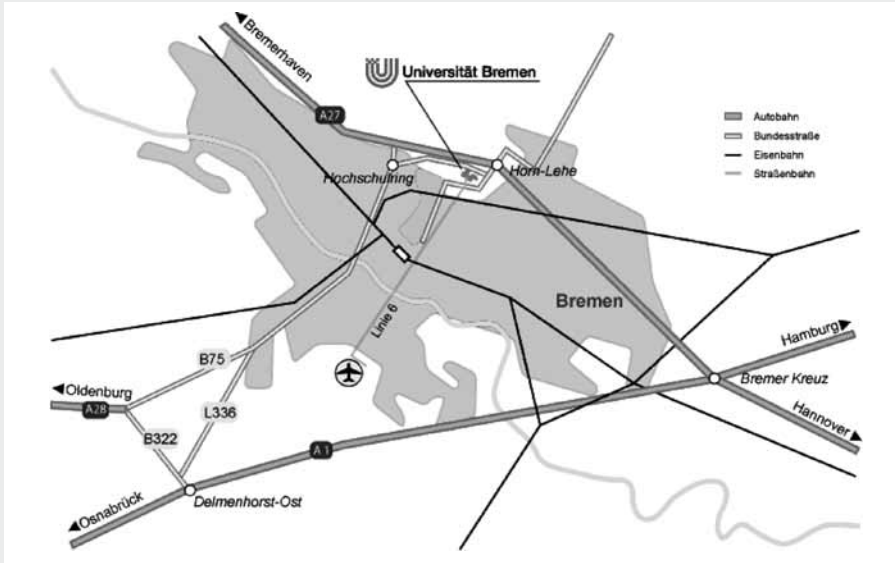 Bremerhaven
Universität Bremen
A27
Autobahn
Bundesstraße
Eisenbahn
Straßenbahn
Hochschulring
Horn-Lehe
Bremen
Linie 6
Hamburg
B75
Bremer Kreuz
Oldenburg
A28
L336
Hannover
B322
A1
Osnabrück
Delmenhorst-Ost